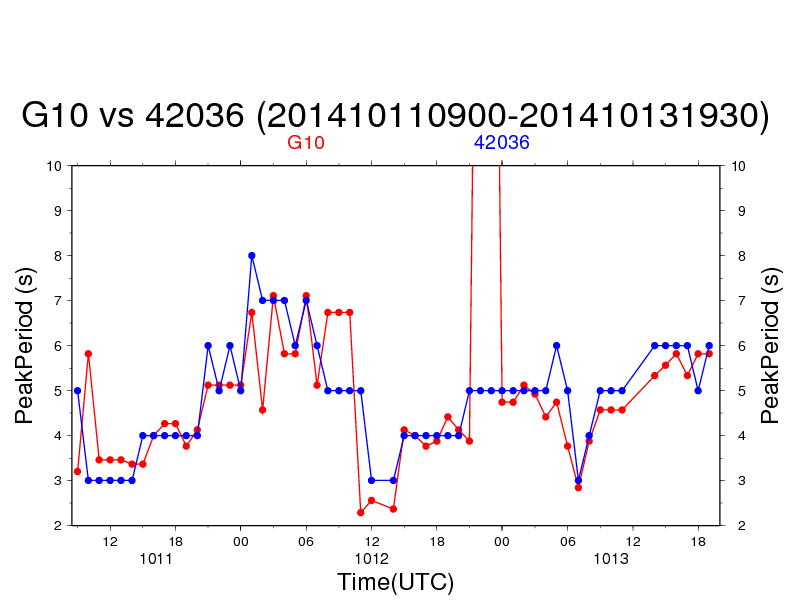 G10 vs 42036 (201410110900-201410131930)
G10 42036
10 10
9 9
8 8
7 7
6 6
5 5
4 4
3 3
2 2
PeakPeriod (s)
PeakPeriod (s)
12 18 00 06 12 18 00 06 12 18
1011 1012 1013
Time(UTC)